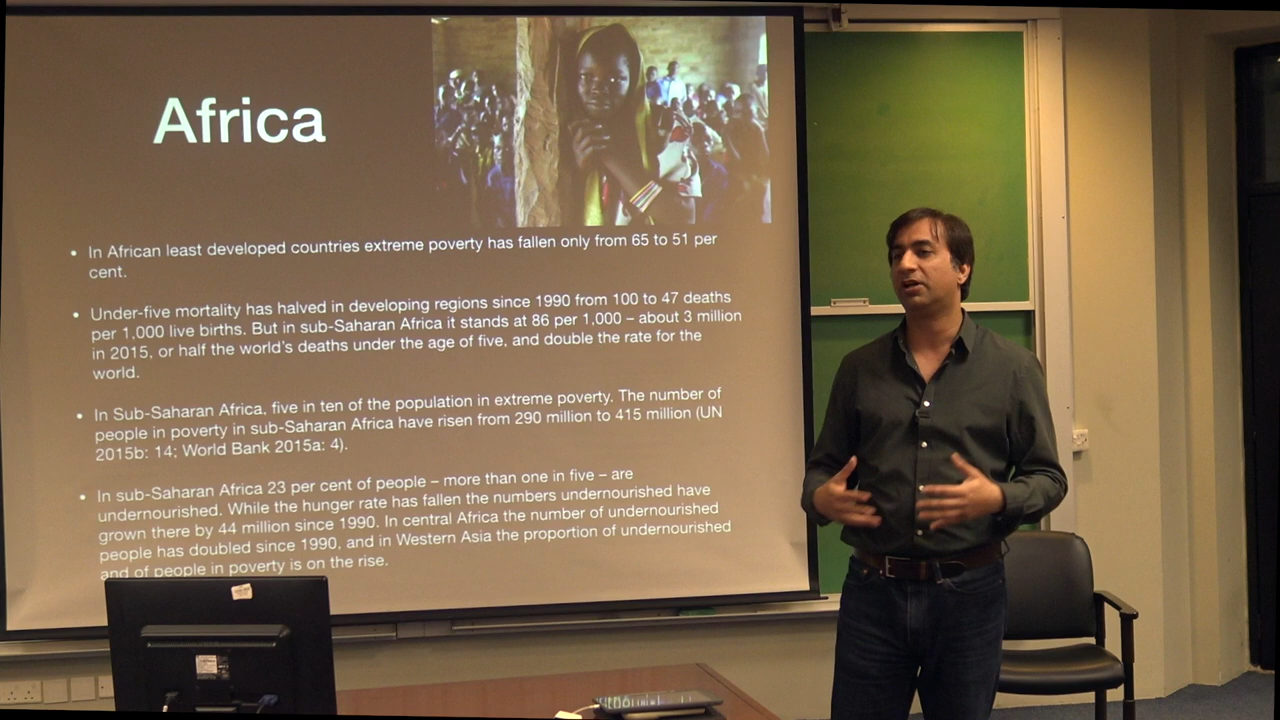 Africa
• In African least developed countries extreme poverty has fallen only from 65 to 51 per
cent.
• Under-five mortality has halved in developing regions since 1990 from 100 to 47 deaths
per 1,000 live births. But in sub-Saharan Africa it stands at 86 per 1,000 – about 3 million
in 2015, or half the world's deaths under the age of five, and double the rate for the
world.
• In Sub-Saharan Africa, five in ten of the population in extreme poverty. The number of
people in poverty in sub-Saharan Africa have risen from 290 million to 415 million (UN
2015b: 14; World Bank 2015a: 4).
• In sub-Saharan Africa 23 per cent of people – more than one in five – are
undernourished. While the hunger rate has fallen the numbers undernourished have
grown there by 44 million since 1990. In central Africa the number of undernourished
people has doubled since 1990, and in Western Asia the proportion of undernourished
and of people in poverty is on the rise.